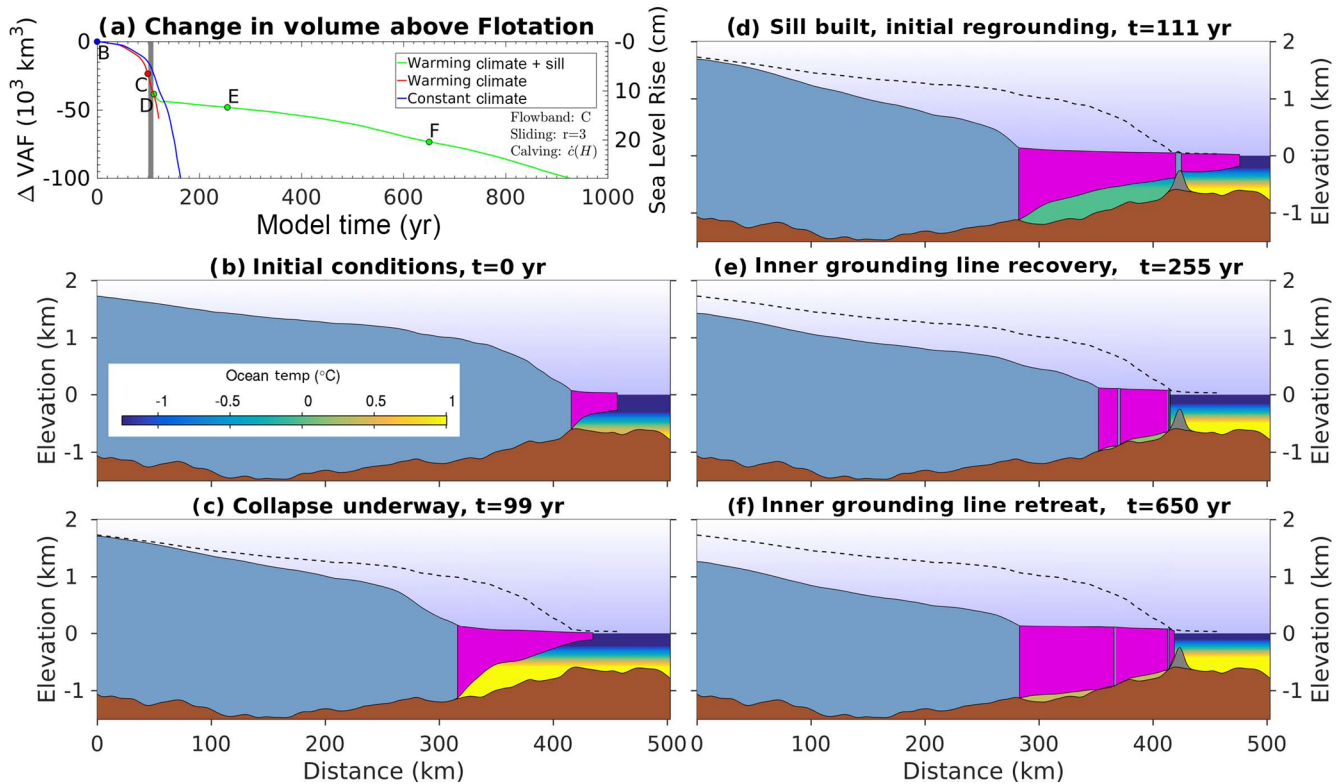 (a) Change in volume above Flotation
0
-50
-100
Δ VAF (10³ km³)
-0
10
20
Sea Level Rise (cm)
B
C
D
E
F
Warming climate + sill
Warming climate
Constant climate
Flowband: C
Sliding: r=3
Calving: ċ(H)
0 200 400 600 800 1000
Model time (yr)
(b) Initial conditions, t=0 yr
2
1
0
-1
Elevation (km)
Ocean temp (°C)
-1 -0.5 0 0.5 1
(c) Collapse underway, t=99 yr
2
1
0
-1
Elevation (km)
0 100 200 300 400 500
Distance (km)
(d) Sill built, initial regrounding, t=111 yr
2
1
0
-1
Elevation (km)
(e) Inner grounding line recovery, t=255 yr
2
1
0
-1
Elevation (km)
(f) Inner grounding line retreat, t=650 yr
2
1
0
-1
Elevation (km)
0 100 200 300 400 500
Distance (km)